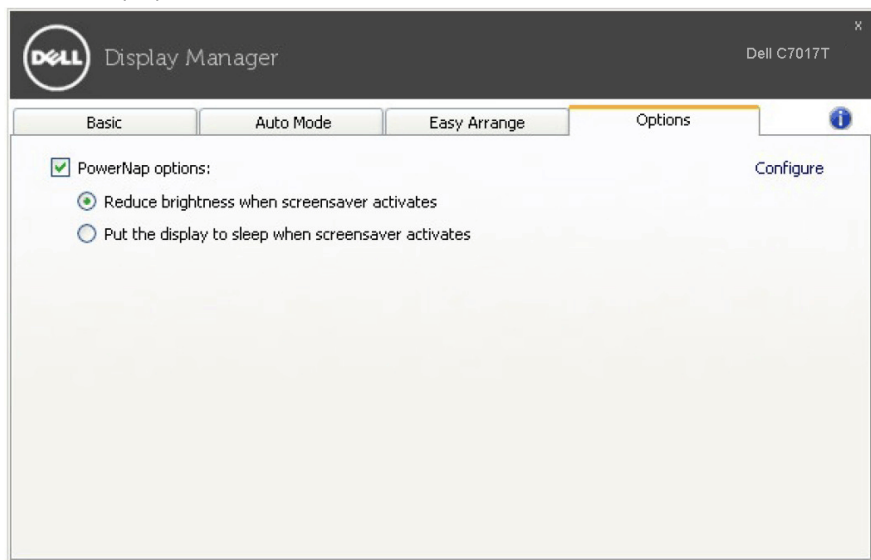 x
DELL Display Manager
Dell C7017T
Basic Auto Mode Easy Arrange Options i
PowerNap options: Configure
Reduce brightness when screensaver activates
Put the display to sleep when screensaver activates